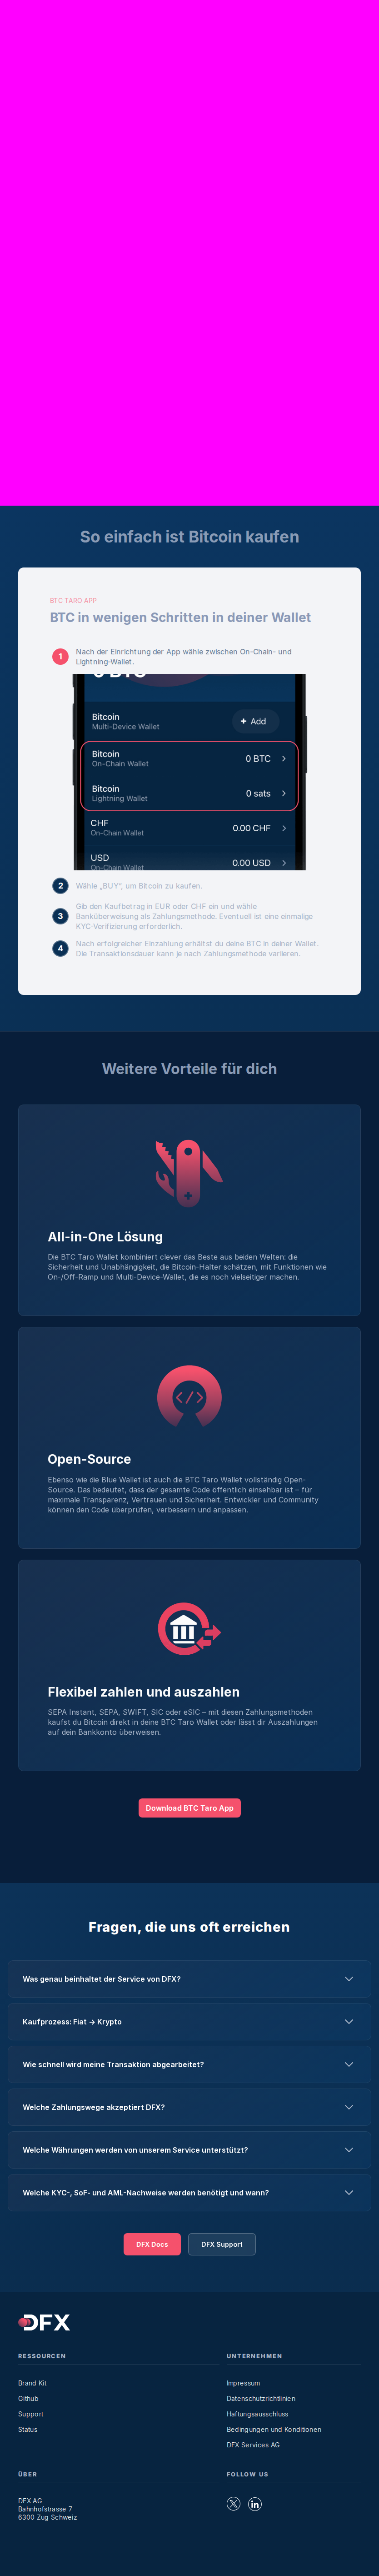 So einfach ist Bitcoin kaufen
BTC TARO APP
BTC in wenigen Schritten in deiner Wallet
1
Nach der Einrichtung der App wähle zwischen On-Chain- und
Lightning-Wallet.
Bitcoin
Multi-Device Wallet
+ Add
Bitcoin
On-Chain Wallet
0 BTC
Bitcoin
Lightning Wallet
0 sats
CHF
On-Chain Wallet
0.00 CHF
USD
On-Chain Wallet
0.00 USD
2
Wähle „BUY", um Bitcoin zu kaufen.
3
Gib den Kaufbetrag in EUR oder CHF ein und wähle
Banküberweisung als Zahlungsmethode. Eventuell ist eine einmalige
KYC-Verifizierung erforderlich.
4
Nach erfolgreicher Einzahlung erhältst du deine BTC in deiner Wallet.
Die Transaktionsdauer kann je nach Zahlungsmethode variieren.
Weitere Vorteile für dich
All-in-One Lösung
Die BTC Taro Wallet kombiniert clever das Beste aus beiden Welten: die
Sicherheit und Unabhängigkeit, die Bitcoin-Halter schätzen, mit Funktionen wie
On-/Off-Ramp und Multi-Device-Wallet, die es noch vielseitiger machen.
Open-Source
Ebenso wie die Blue Wallet ist auch die BTC Taro Wallet vollständig Open-
Source. Das bedeutet, dass der gesamte Code öffentlich einsehbar ist – für
maximale Transparenz, Vertrauen und Sicherheit. Entwickler und Community
können den Code überprüfen, verbessern und anpassen.
Flexibel zahlen und auszahlen
SEPA Instant, SEPA, SWIFT, SIC oder eSIC – mit diesen Zahlungsmethoden
kaufst du Bitcoin direkt in deine BTC Taro Wallet oder lässt dir Auszahlungen
auf dein Bankkonto überweisen.
Download BTC Taro App
Fragen, die uns oft erreichen
Was genau beinhaltet der Service von DFX?
Kaufprozess: Fiat → Krypto
Wie schnell wird meine Transaktion abgearbeitet?
Welche Zahlungswege akzeptiert DFX?
Welche Währungen werden von unserem Service unterstützt?
Welche KYC-, SoF- und AML-Nachweise werden benötigt und wann?
DFX Docs
DFX Support
DFX
RESSOURCEN
Brand Kit
Github
Support
Status
UNTERNEHMEN
Impressum
Datenschutzrichtlinien
Haftungsausschluss
Bedingungen und Konditionen
DFX Services AG
ÜBER
DFX AG
Bahnhofstrasse 7
6300 Zug Schweiz
FOLLOW US